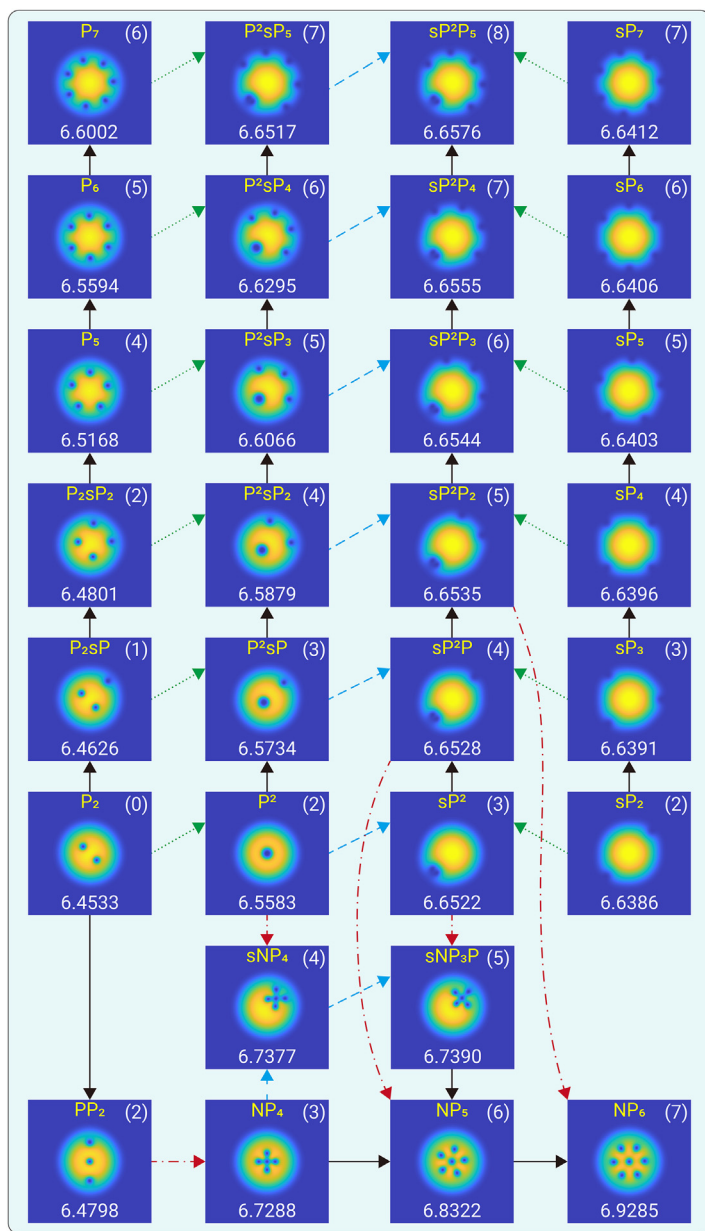 P₇ (6) P²sP₅ (7) sP²P₅ (8) sP₇ (7)
6.6002 6.6517 6.6576 6.6412
P₆ (5) P²sP₄ (6) sP²P₄ (7) sP₆ (6)
6.5594 6.6295 6.6555 6.6406
P₅ (4) P²sP₃ (5) sP²P₃ (6) sP₅ (5)
6.5168 6.6066 6.6544 6.6403
P₂sP₂ (2) P²sP₂ (4) sP²P₂ (5) sP₄ (4)
6.4801 6.5879 6.6535 6.6396
P₂sP (1) P²sP (3) sP²P (4) sP₃ (3)
6.4626 6.5734 6.6528 6.6391
P₂ (0) P² (2) sP² (3) sP₂ (2)
6.4533 6.5583 6.6522 6.6386
sNP₄ (4) sNP₃P (5)
6.7377 6.7390
PP₂ (2) NP₄ (3) NP₅ (6) NP₆ (7)
6.4798 6.7288 6.8322 6.9285